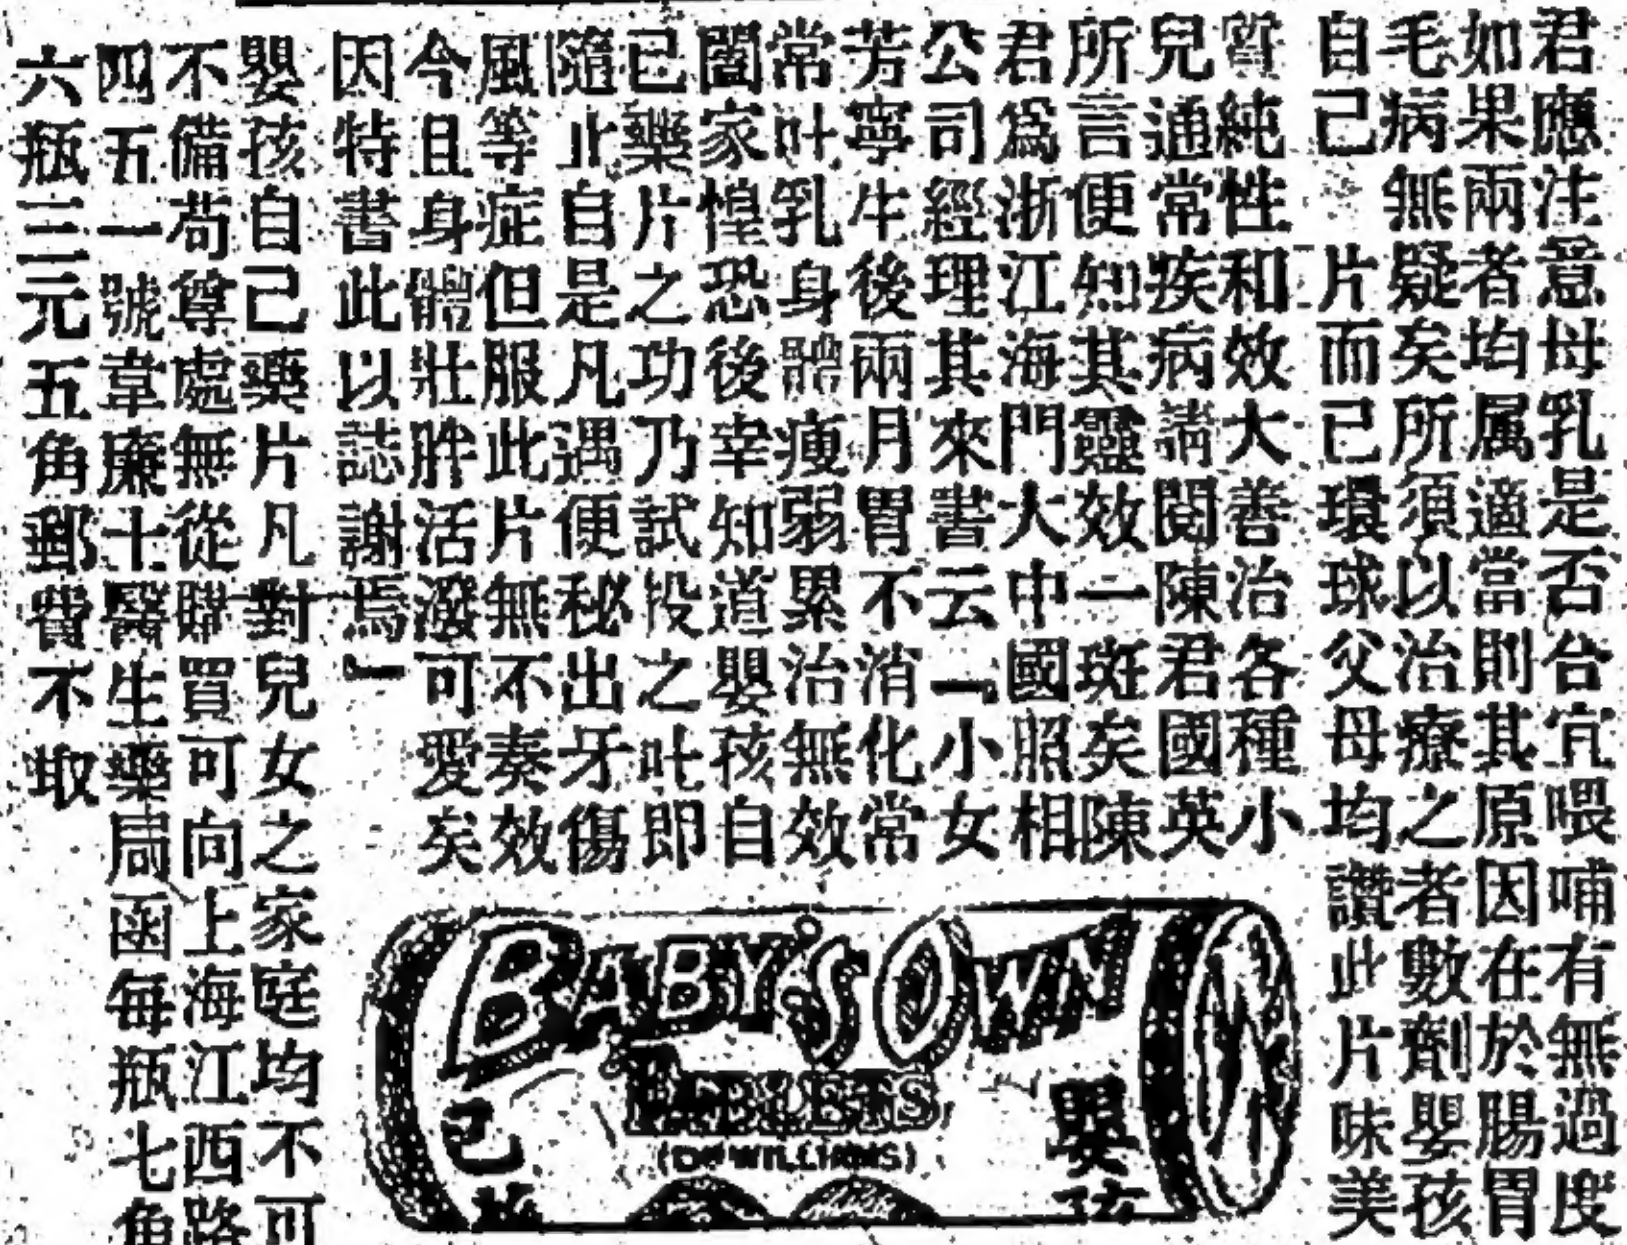 君應注意母乳是否合宜喂哺有無過度
如果兩者均属適當則其原因在於腸胃
毛病無疑矣所須以治療之者數劑嬰孩
自己片而已環球父母均讚此片味美
質純性和效大善治各種小
兒通常疾病請閱陳君國英
所言便知其靈效一斑矣陳
君為浙江海門大中國照相
公司經理其來書云「小女
芳寧生後兩月胃不消化常
常吐乳身體瘦弱累治無效
闔家惶恐後幸知道嬰孩自
已藥片之功乃試投之吐即
隨止自是凡遇便秘出牙傷
風等症但服此片無不奏效
今且身體壯胖活潑可愛矣
因特書此以誌謝焉」
BABY'S OWN
TABLETS
(DR WILLIAMS)
嬰孩
己
嬰孩自己藥片凡對兒女之家庭均不可
不備苟尊處無從購買可向上海江西路
四五一號韋廉士醫生藥局函每瓶七角
六瓶三元五角郵費不取